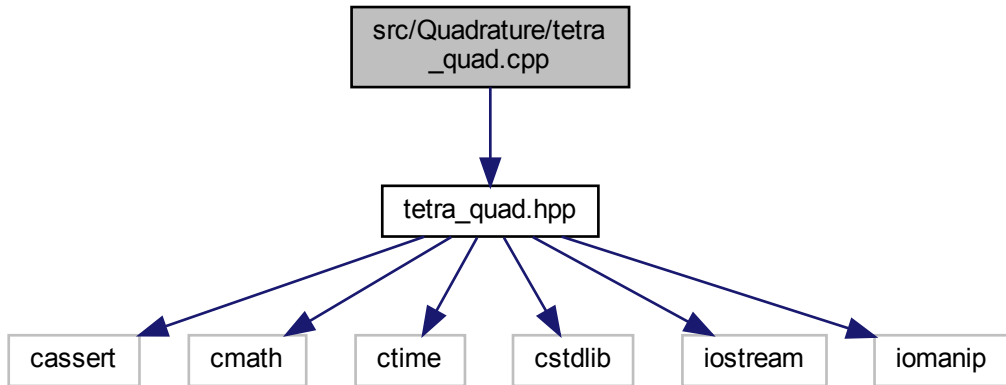 src/Quadrature/tetra
_quad.cpp
tetra_quad.hpp
cassert
cmath
ctime
cstdlib
iostream
iomanip